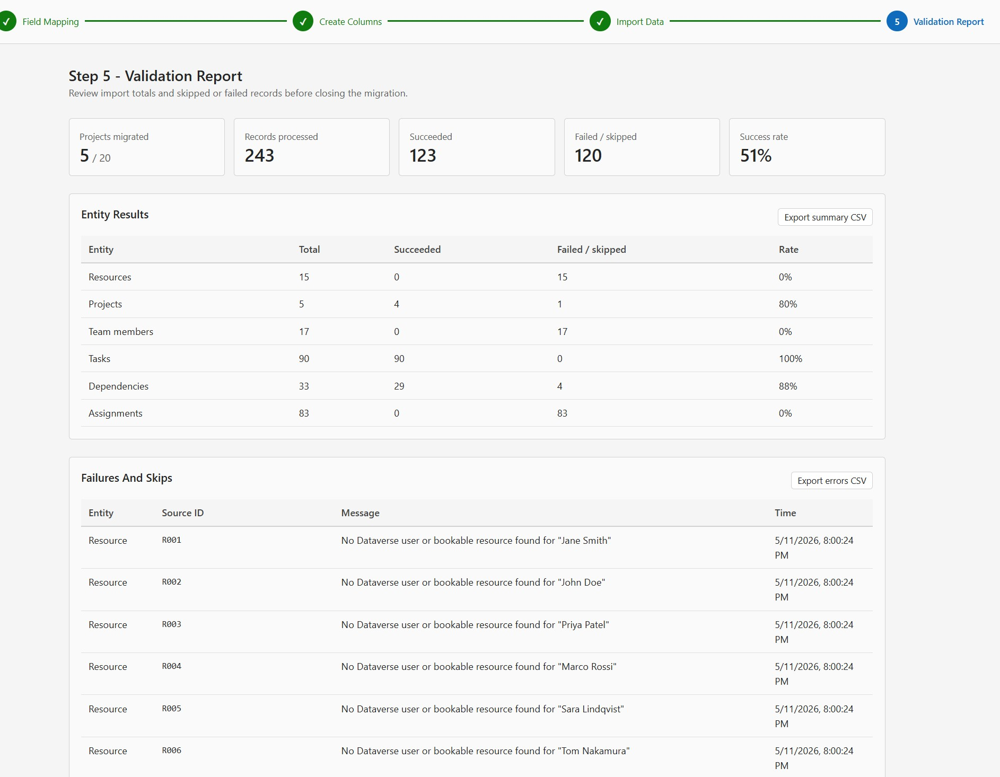 ✓ Field Mapping ✓ Create Columns ✓ Import Data 5 Validation Report
Step 5 - Validation Report
Review import totals and skipped or failed records before closing the migration.
Projects migrated Records processed Succeeded Failed / skipped Success rate
5 / 20 243 123 120 51%
Entity Results Export summary CSV
Entity Total Succeeded Failed / skipped Rate
Resources 15 0 15 0%
Projects 5 4 1 80%
Team members 17 0 17 0%
Tasks 90 90 0 100%
Dependencies 33 29 4 88%
Assignments 83 0 83 0%
Failures And Skips Export errors CSV
Entity Source ID Message Time
Resource R001 No Dataverse user or bookable resource found for "Jane Smith" 5/11/2026, 8:00:24
PM
Resource R002 No Dataverse user or bookable resource found for "John Doe" 5/11/2026, 8:00:24
PM
Resource R003 No Dataverse user or bookable resource found for "Priya Patel" 5/11/2026, 8:00:24
PM
Resource R004 No Dataverse user or bookable resource found for "Marco Rossi" 5/11/2026, 8:00:24
PM
Resource R005 No Dataverse user or bookable resource found for "Sara Lindqvist" 5/11/2026, 8:00:24
PM
Resource R006 No Dataverse user or bookable resource found for "Tom Nakamura" 5/11/2026, 8:00:24
PM